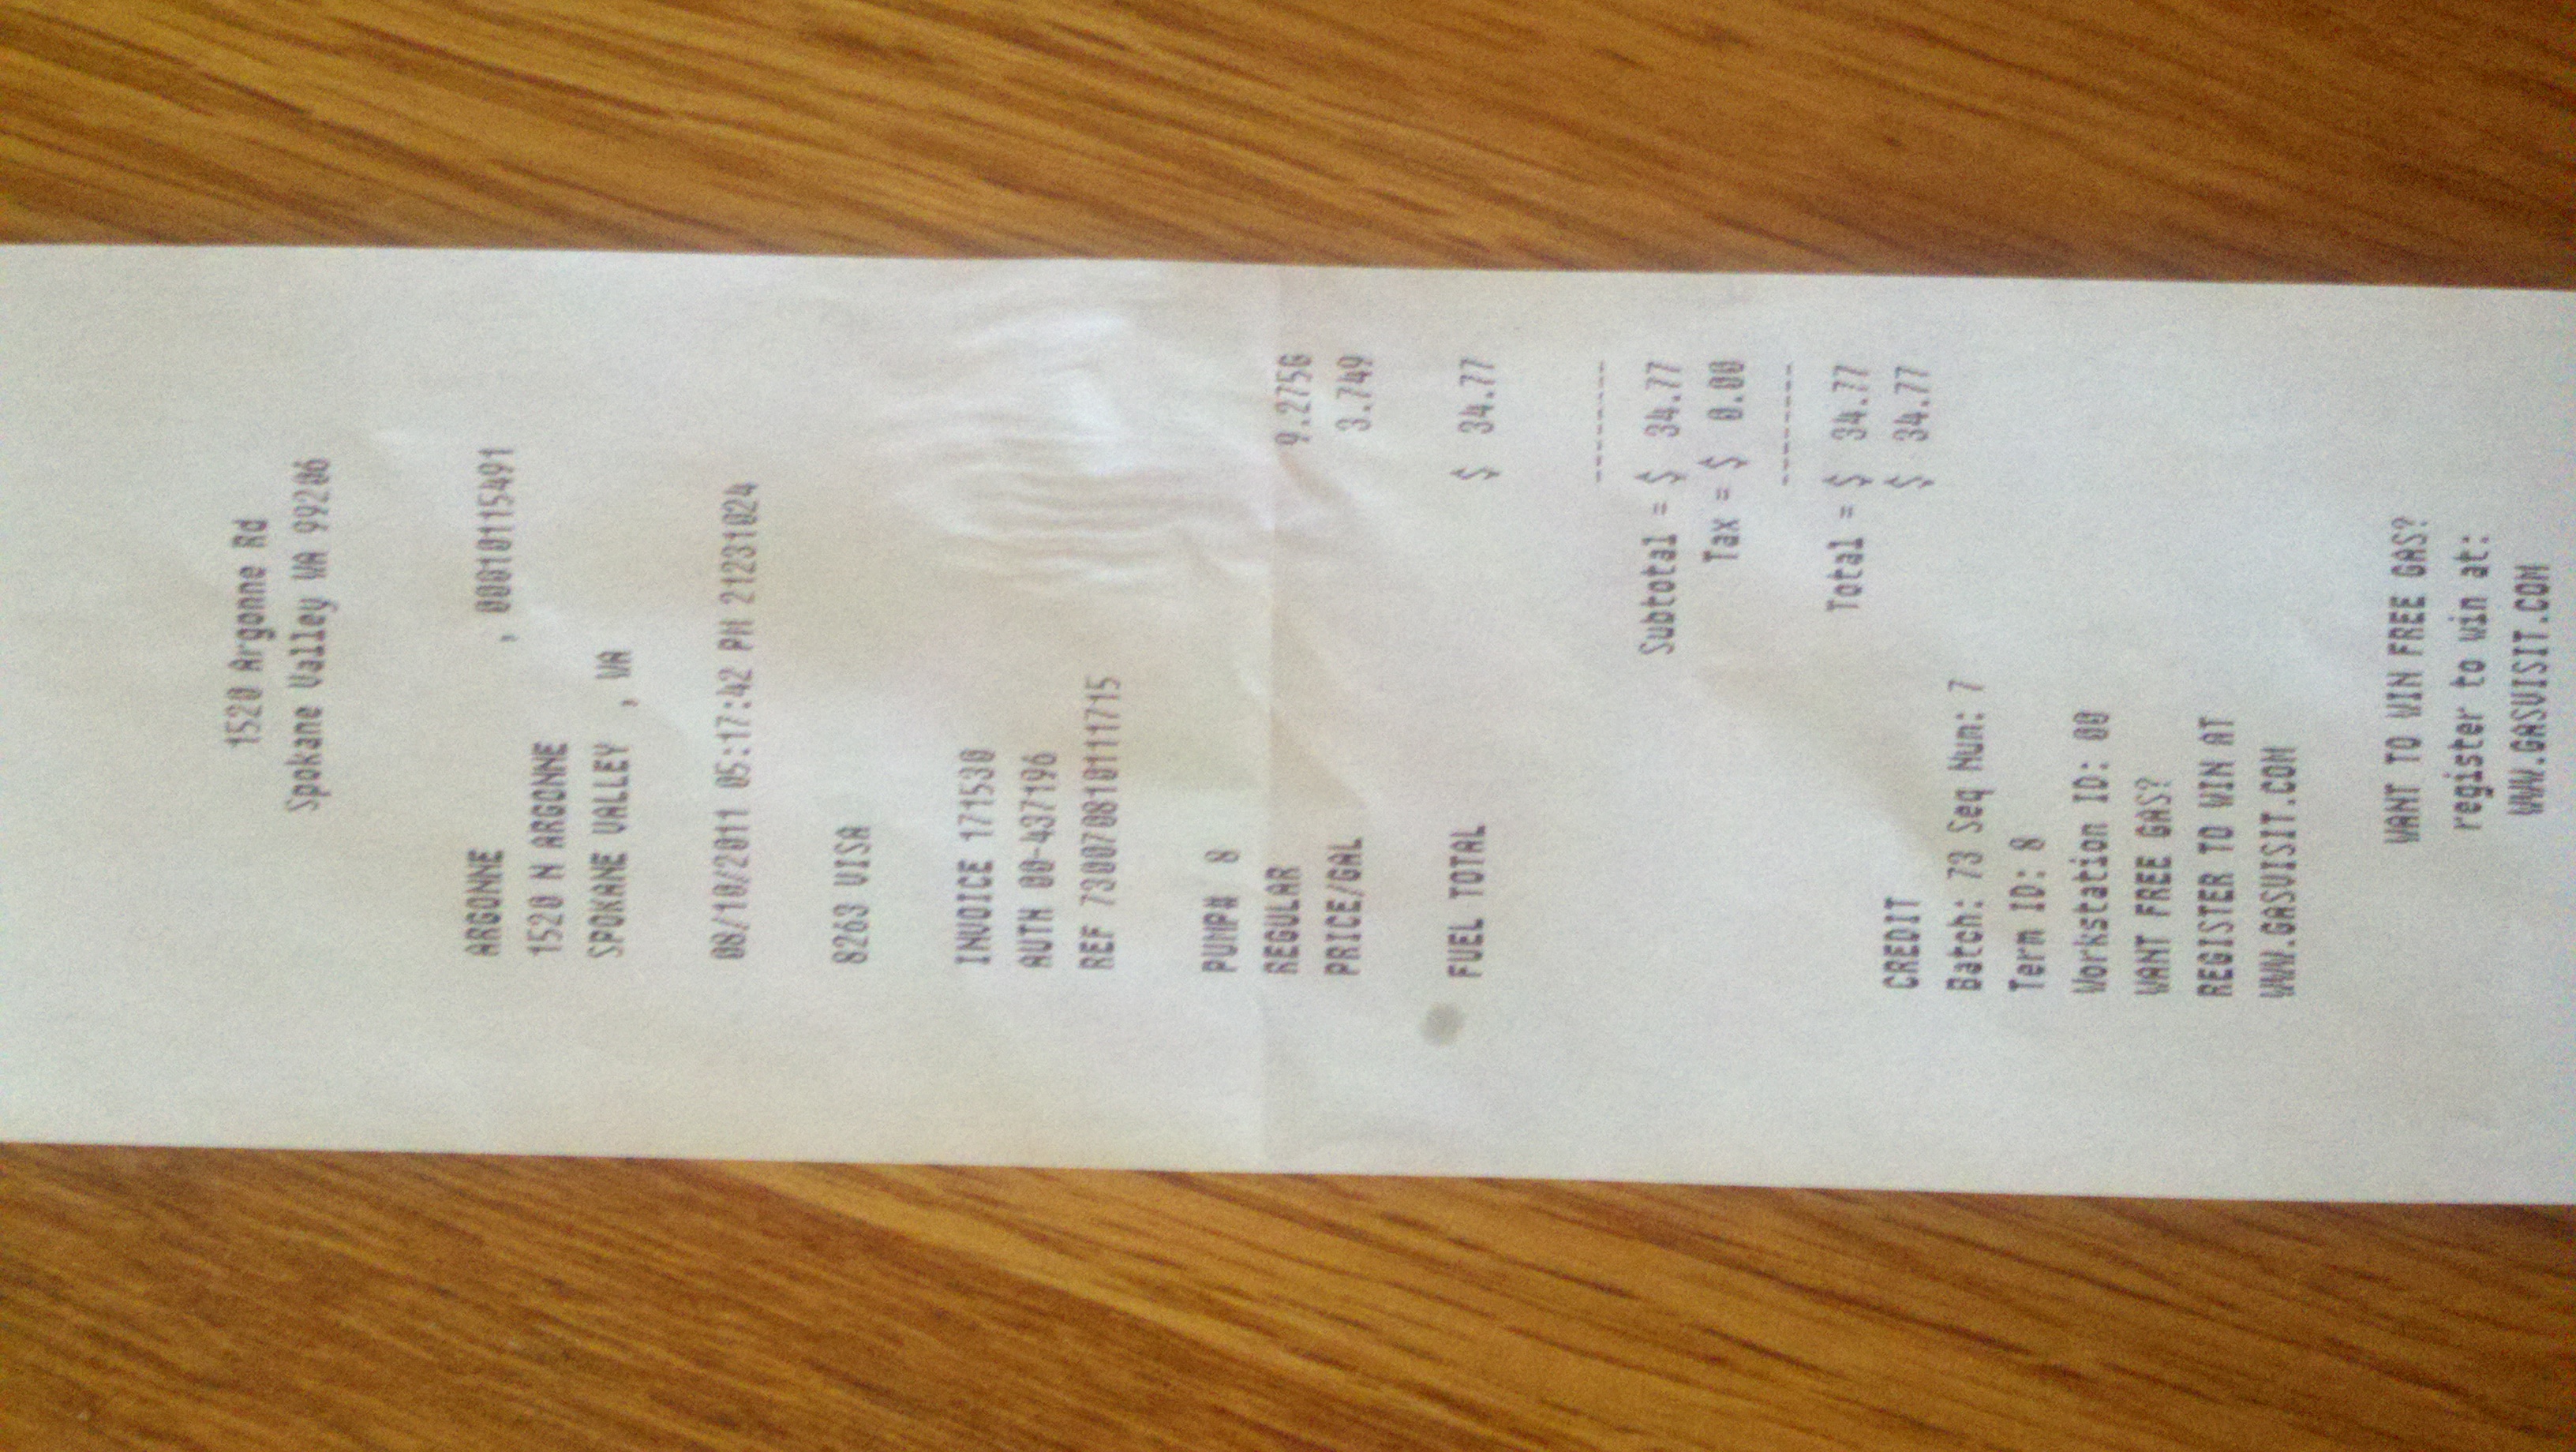 1520 Argonne Rd
Spokane Valley WA 99206
ARGONNE , 00010115491
1520 N ARGONNE
SPOKANE VALLEY , WA
08/10/2011 05:17:42 PM 21231024
8263 VISA
INVOICE 171530
AUTH 00-437196
REF 730070810111715
PUMP# 8
REGULAR 9.275G
PRICE/GAL 3.749
FUEL TOTAL $ 34.77
--------
Subtotal = $ 34.77
Tax = $ 0.00
--------
Total = $ 34.77
CREDIT $ 34.77
Batch: 73 Seq Num: 7
Term ID: 8
Workstation ID: 00
WANT FREE GAS?
REGISTER TO WIN AT
WWW.GASVISIT.COM
WANT TO WIN FREE GAS?
register to win at:
WWW.GASVISIT.COM